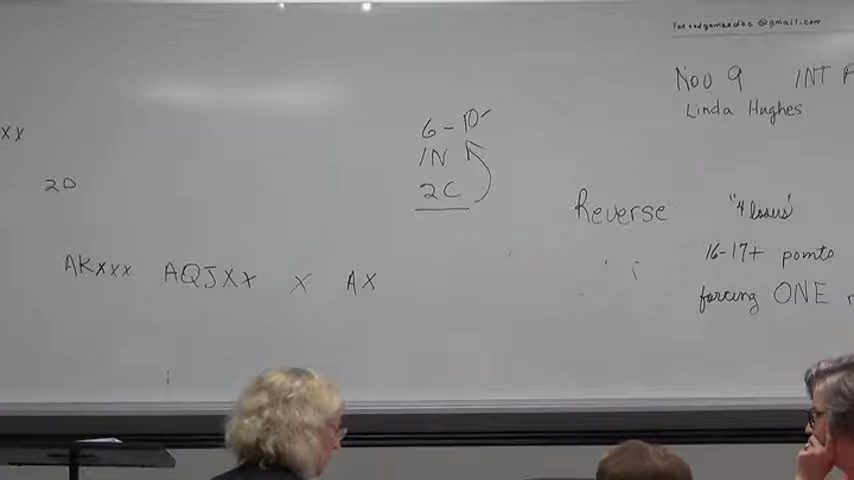 Nov 9 INT
Linda Hughes
XX
6-10-
1N
2D
2C
Reverse "4 losers"
16-17+ points
AKXXX AQJXX X AX
forcing ONE